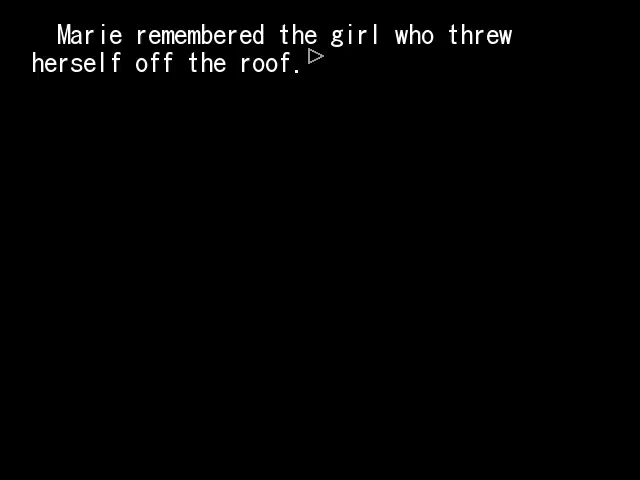 Marie remembered the girl who threw
herself off the roof.